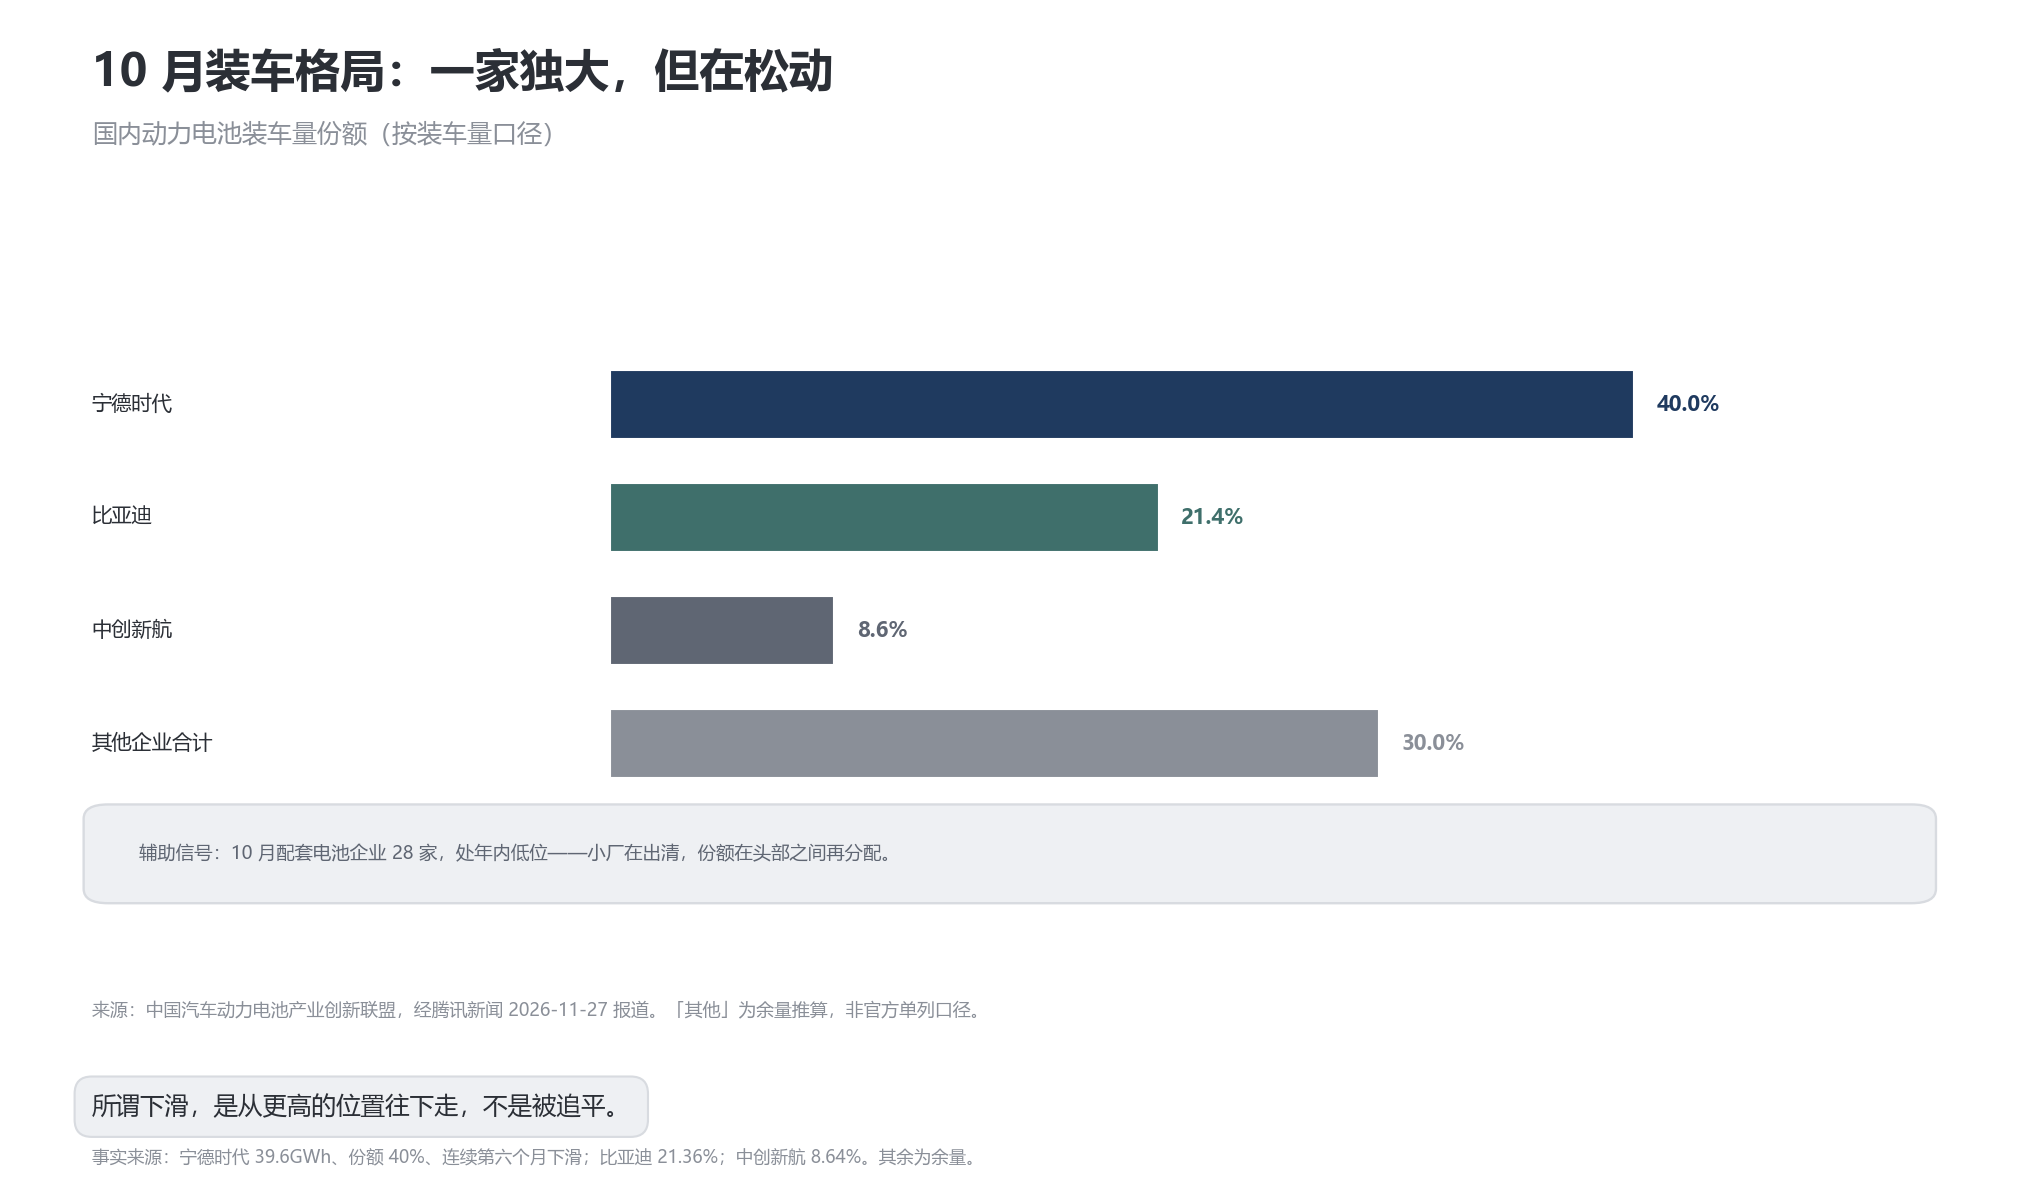 10 月装车格局：一家独大，但在松动
国内动力电池装车量份额（按装车量口径）
宁德时代 40.0%
比亚迪 21.4%
中创新航 8.6%
其他企业合计 30.0%
辅助信号：10 月配套电池企业 28 家，处年内低位——小厂在出清，份额在头部之间再分配。
来源：中国汽车动力电池产业创新联盟，经腾讯新闻 2026-11-27 报道。「其他」为余量推算，非官方单列口径。
所谓下滑，是从更高的位置往下走，不是被追平。
事实来源：宁德时代 39.6GWh、份额 40%、连续第六个月下滑；比亚迪 21.36%；中创新航 8.64%。其余为余量。